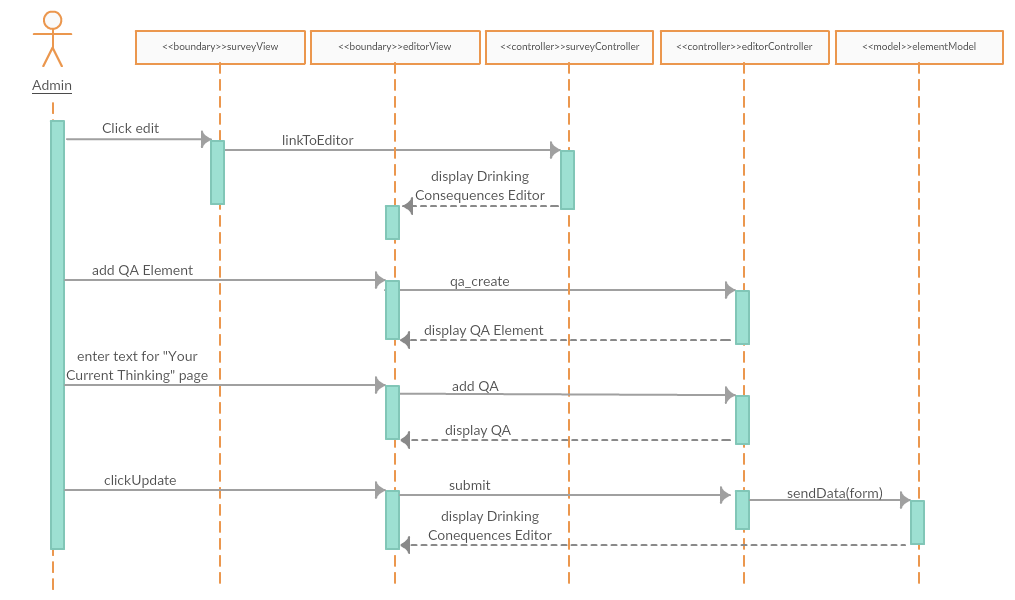 <<boundary>>surveyView
<<boundary>>editorView
<<controller>>surveyController
<<controller>>editorController
<<model>>elementModel
Admin
Click edit
linkToEditor
display Drinking
Consequences Editor
add QA Element
qa_create
display QA Element
enter text for "Your
Current Thinking" page
add QA
display QA
clickUpdate
submit
sendData(form)
display Drinking
Conequences Editor